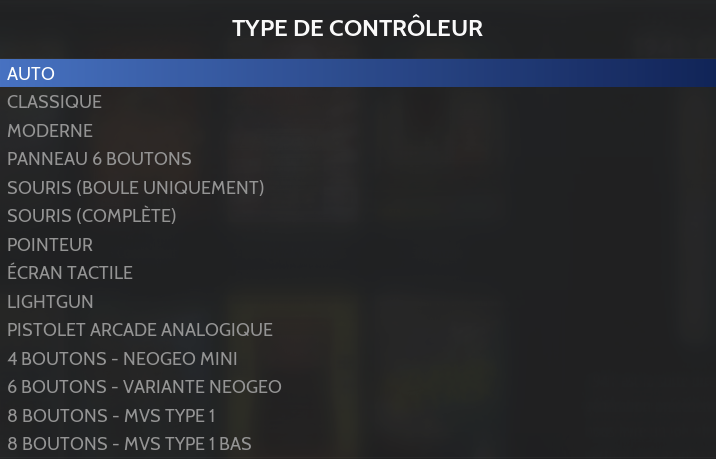 TYPE DE CONTRÔLEUR
AUTO
CLASSIQUE
MODERNE
PANNEAU 6 BOUTONS
SOURIS (BOULE UNIQUEMENT)
SOURIS (COMPLÈTE)
POINTEUR
ÉCRAN TACTILE
LIGHTGUN
PISTOLET ARCADE ANALOGIQUE
4 BOUTONS - NEOGEO MINI
6 BOUTONS - VARIANTE NEOGEO
8 BOUTONS - MVS TYPE 1
8 BOUTONS - MVS TYPE 1 BAS